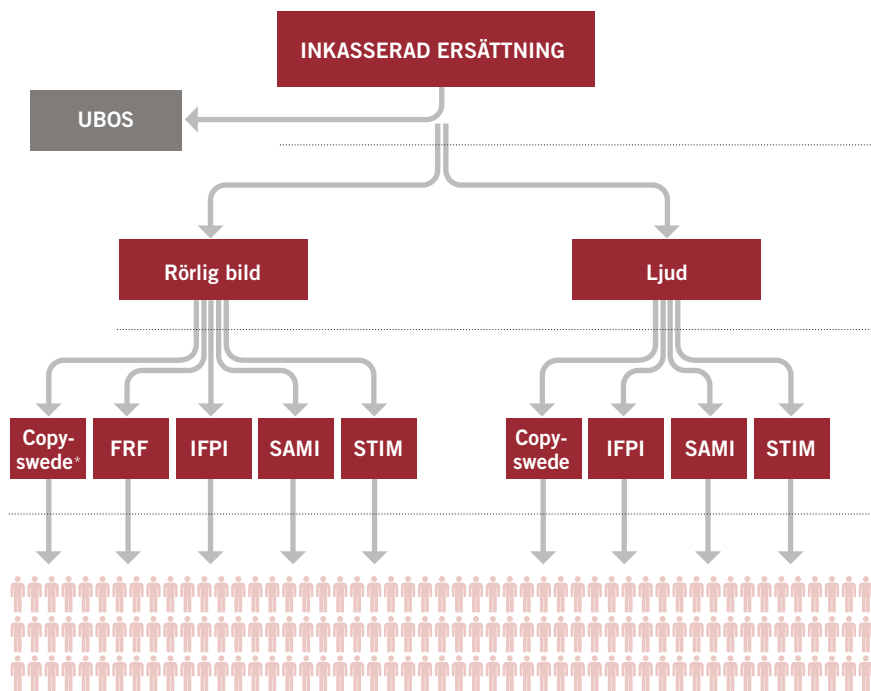 INKASSERAD ERSÄTTNING
UBOS
Rörlig bild
Ljud
Copy-
swede*
FRF
IFPI
SAMI
STIM
Copy-
swede
IFPI
SAMI
STIM